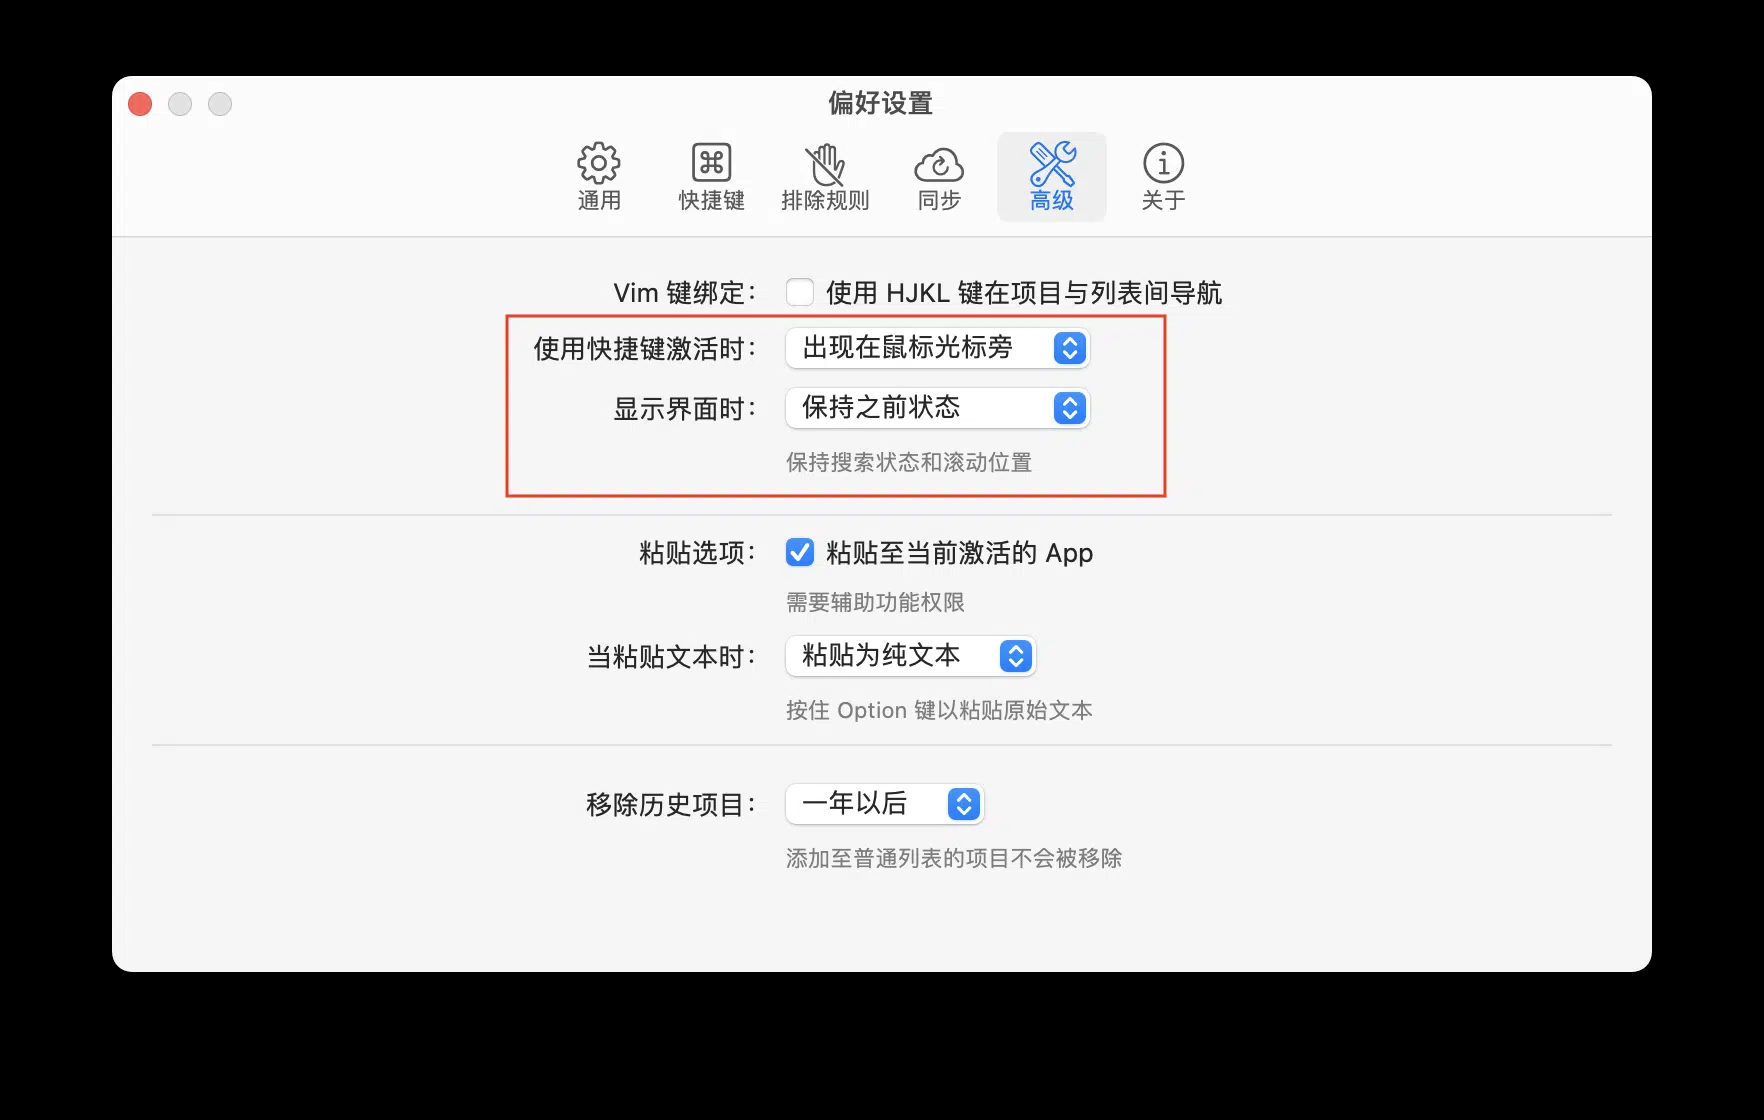 偏好设置
通用 快捷键 排除规则 同步 高级 关于
Vim 键绑定： 使用 HJKL 键在项目与列表间导航
使用快捷键激活时： 出现在鼠标光标旁
显示界面时： 保持之前状态
保持搜索状态和滚动位置
粘贴选项： 粘贴至当前激活的 App
需要辅助功能权限
当粘贴文本时： 粘贴为纯文本
按住 Option 键以粘贴原始文本
移除历史项目： 一年以后
添加至普通列表的项目不会被移除